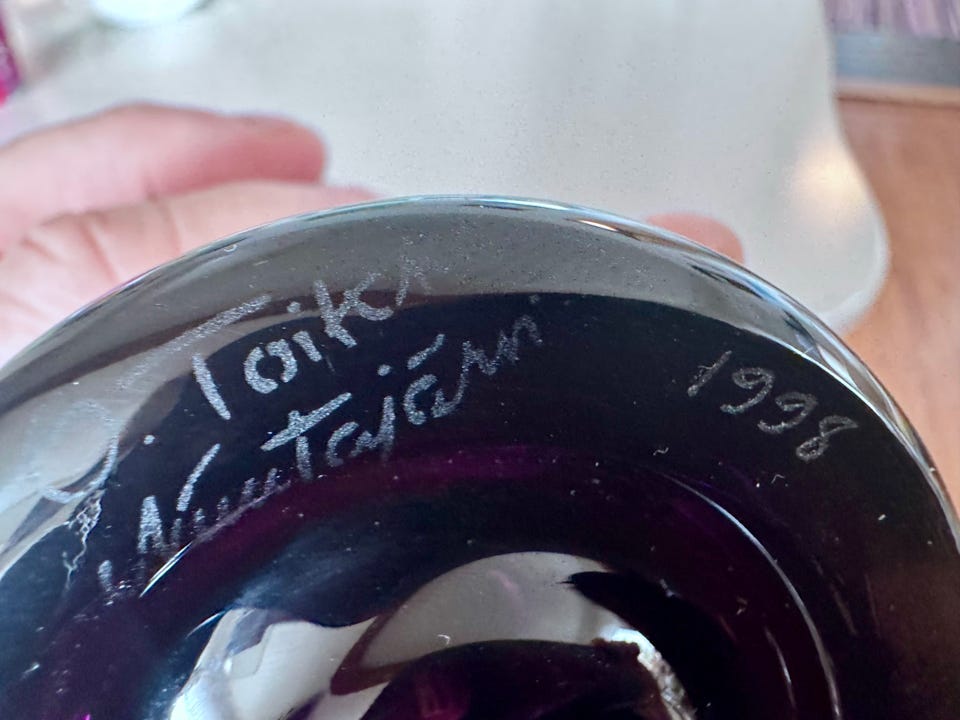 O. Toikka
Nuutajärvi
1998